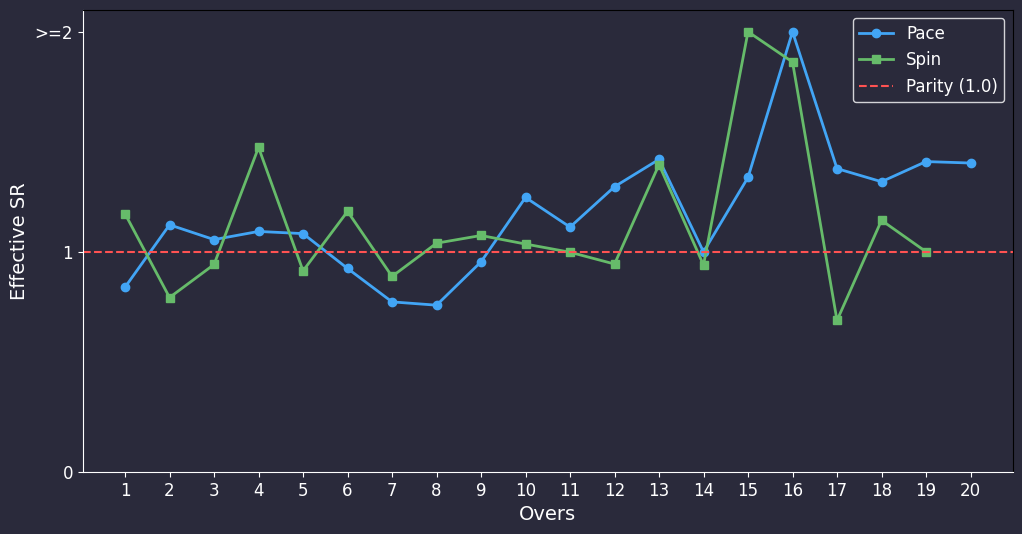 Pace
Spin
Parity (1.0)
Effective SR
>=2
1
0
1 2 3 4 5 6 7 8 9 10 11 12 13 14 15 16 17 18 19 20
Overs